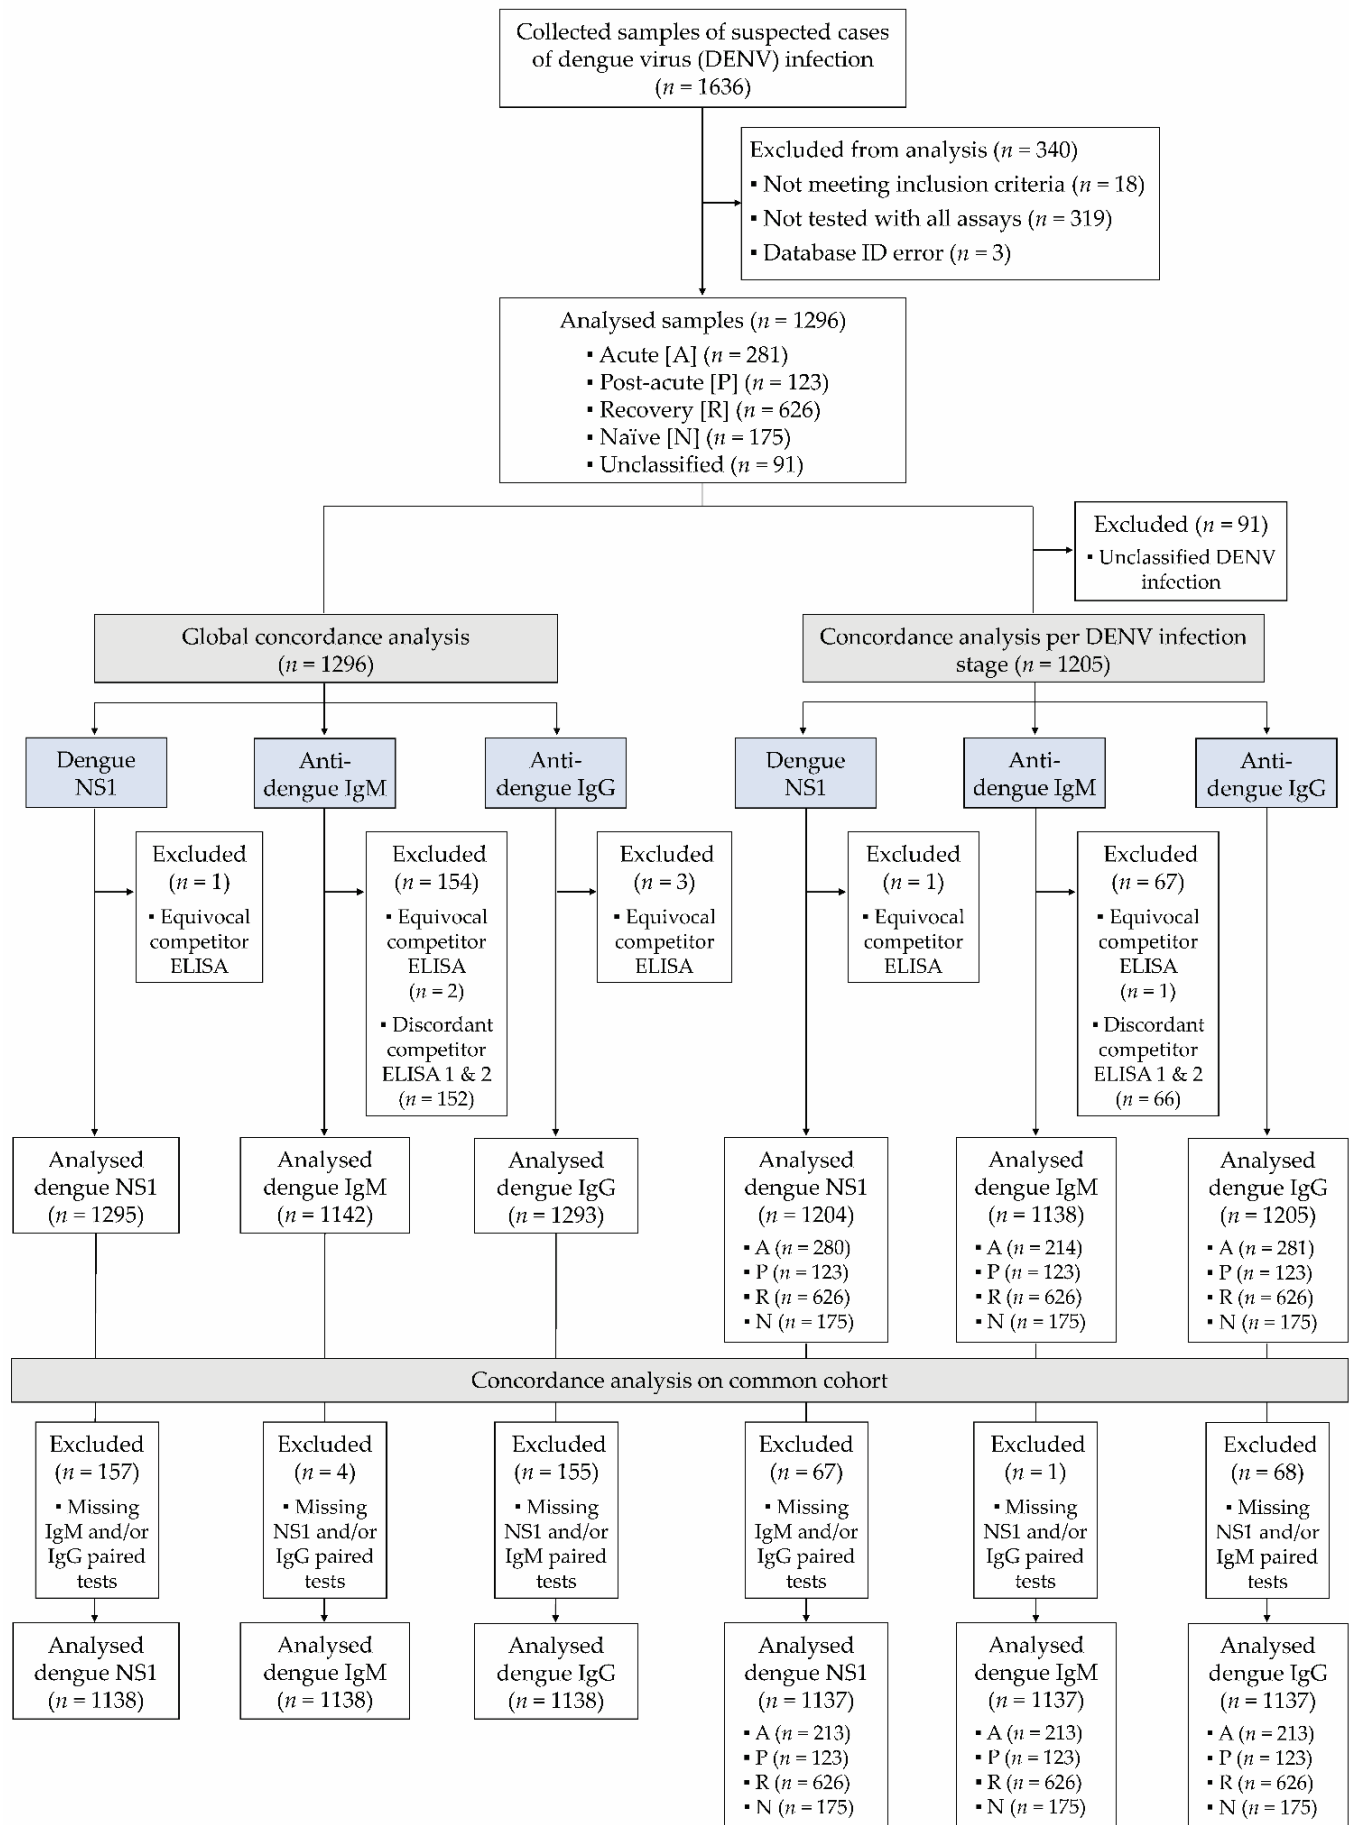 Collected samples of suspected cases
of dengue virus (DENV) infection
(n = 1636)
Excluded from analysis (n = 340)
▪ Not meeting inclusion criteria (n = 18)
▪ Not tested with all assays (n = 319)
▪ Database ID error (n = 3)
Analysed samples (n = 1296)
▪ Acute [A] (n = 281)
▪ Post-acute [P] (n = 123)
▪ Recovery [R] (n = 626)
▪ Naïve [N] (n = 175)
▪ Unclassified (n = 91)
Excluded (n = 91)
▪ Unclassified DENV
infection
Global concordance analysis
(n = 1296)
Concordance analysis per DENV infection
stage (n = 1205)
Dengue
NS1
Anti-
dengue IgM
Anti-
dengue IgG
Dengue
NS1
Anti-
dengue IgM
Anti-
dengue IgG
Excluded
(n = 1)
▪ Equivocal
competitor
ELISA
Excluded
(n = 154)
▪ Equivocal
competitor
ELISA
(n = 2)
▪ Discordant
competitor
ELISA 1 & 2
(n = 152)
Excluded
(n = 3)
▪ Equivocal
competitor
ELISA
Excluded
(n = 1)
▪ Equivocal
competitor
ELISA
Excluded
(n = 67)
▪ Equivocal
competitor
ELISA
(n = 1)
▪ Discordant
competitor
ELISA 1 & 2
(n = 66)
Analysed
dengue NS1
(n = 1295)
Analysed
dengue IgM
(n = 1142)
Analysed
dengue IgG
(n = 1293)
Analysed
dengue NS1
(n = 1204)
▪ A (n = 280)
▪ P (n = 123)
▪ R (n = 626)
▪ N (n = 175)
Analysed
dengue IgM
(n = 1138)
▪ A (n = 214)
▪ P (n = 123)
▪ R (n = 626)
▪ N (n = 175)
Analysed
dengue IgG
(n = 1205)
▪ A (n = 281)
▪ P (n = 123)
▪ R (n = 626)
▪ N (n = 175)
Concordance analysis on common cohort
Excluded
(n = 157)
▪ Missing
IgM and/or
IgG paired
tests
Excluded
(n = 4)
▪ Missing
NS1 and/or
IgG paired
tests
Excluded
(n = 155)
▪ Missing
NS1 and/or
IgM paired
tests
Excluded
(n = 67)
▪ Missing
IgM and/or
IgG paired
tests
Excluded
(n = 1)
▪ Missing
NS1 and/or
IgG paired
tests
Excluded
(n = 68)
▪ Missing
NS1 and/or
IgM paired
tests
Analysed
dengue NS1
(n = 1138)
Analysed
dengue IgM
(n = 1138)
Analysed
dengue IgG
(n = 1138)
Analysed
dengue NS1
(n = 1137)
▪ A (n = 213)
▪ P (n = 123)
▪ R (n = 626)
▪ N (n = 175)
Analysed
dengue IgM
(n = 1137)
▪ A (n = 213)
▪ P (n = 123)
▪ R (n = 626)
▪ N (n = 175)
Analysed
dengue IgG
(n = 1137)
▪ A (n = 213)
▪ P (n = 123)
▪ R (n = 626)
▪ N (n = 175)